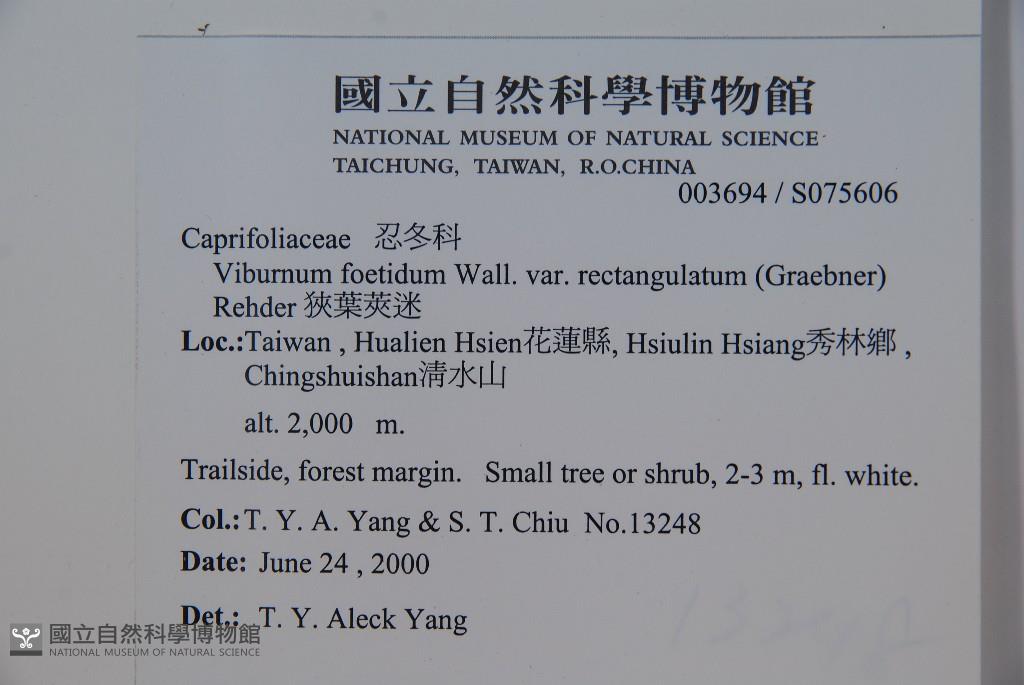 國立自然科學博物館
NATIONAL MUSEUM OF NATURAL SCIENCE
TAICHUNG, TAIWAN, R.O.CHINA
003694 / S075606
Caprifoliaceae 忍冬科
Viburnum foetidum Wall. var. rectangulatum (Graebner)
Rehder 狹葉莢迷
Loc.:Taiwan , Hualien Hsien花蓮縣, Hsiulin Hsiang秀林鄉 ,
Chingshuishan清水山
alt. 2,000 m.
Trailside, forest margin. Small tree or shrub, 2-3 m, fl. white.
Col.:T. Y. A. Yang & S. T. Chiu No.13248
Date: June 24 , 2000
Det.: T. Y. Aleck Yang
國立自然科學博物館
NATIONAL MUSEUM OF NATURAL SCIENCE